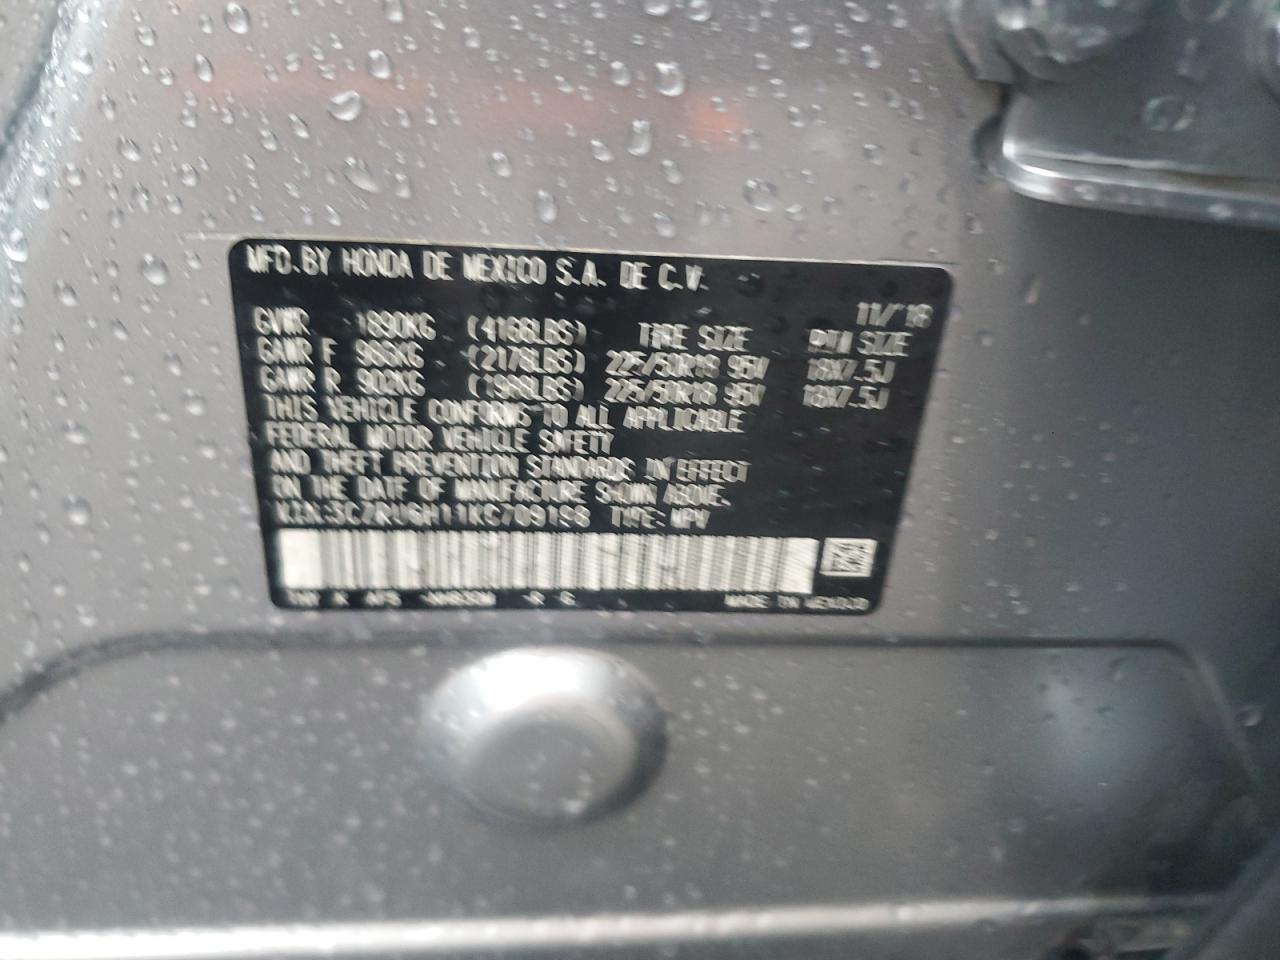 MFD. BY HONDA DE MEXICO S.A. DE C.V.
11/'18
GVWR 1890KG (4166LBS) TIRE SIZE RIM SIZE
GAWR F 988KG (2178LBS) 225/50R18 95V 18X7.5J
GAWR R 902KG (1988LBS) 225/50R18 95V 18X7.5J
THIS VEHICLE CONFORMS TO ALL APPLICABLE
FEDERAL MOTOR VEHICLE SAFETY
AND THEFT PREVENTION STANDARDS IN EFFECT
ON THE DATE OF MANUFACTURE SHOWN ABOVE.
V.I.N:3CZRU6H11KG709198 TYPE:MPV
NH830M MADE IN MEXICO